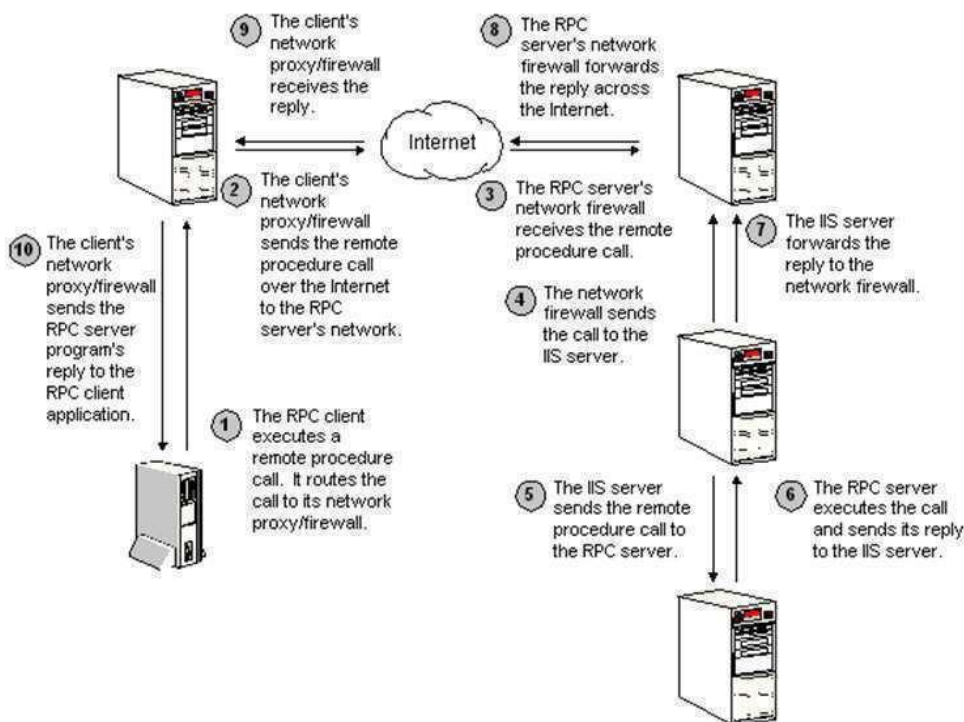 9
The client's
network
proxy/firewall
receives the
reply.
8
The RPC
server's network
firewall forwards
the reply across
the Internet.
Internet
2
The client's
network
proxy/firewall
sends the remote
procedure call
over the Internet
to the RPC
server's network.
3
The RPC server's
network firewall
receives the remote
procedure call.
10
The client's
network
proxy/firewall
sends the
RPC server
program's
reply to the
RPC client
application.
7
The IIS server
forwards the
reply to the
network firewall.
4
The network
firewall sends
the call to the
IIS server.
1
The RPC client
executes a
remote procedure
call. It routes the
call to its network
proxy/firewall.
5
The IIS server
sends the remote
procedure call to
the RPC server.
6
The RPC server
executes the call
and sends its reply
to the IIS server.